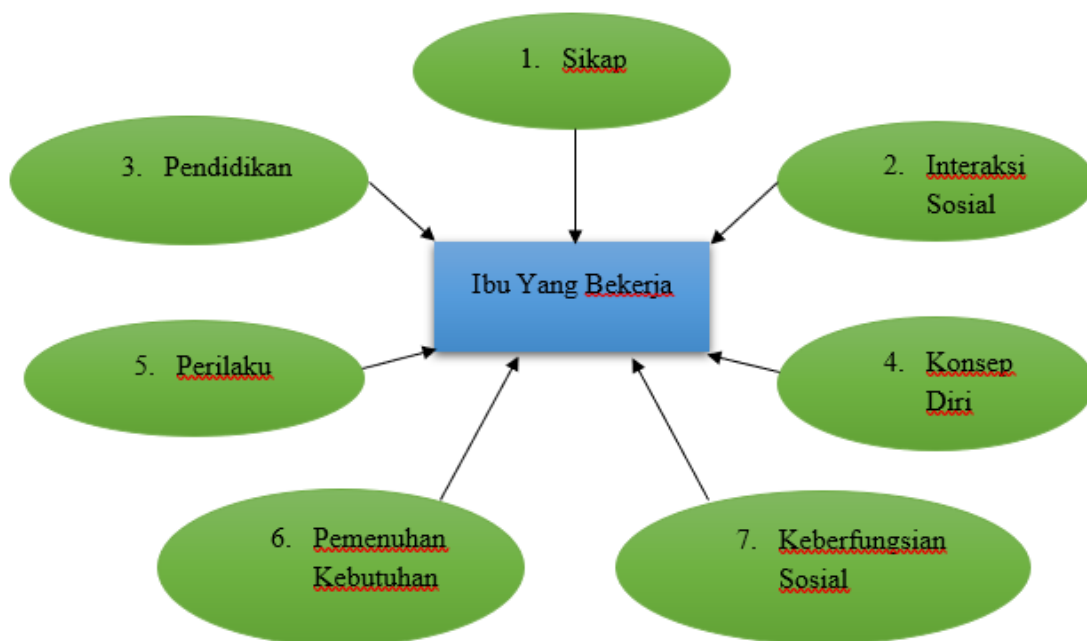 1. Sikap
3. Pendidikan
2. Interaksi
Sosial
Ibu Yang Bekerja
5. Perilaku
4. Konsep
Diri
6. Pemenuhan
Kebutuhan
7. Keberfungsian
Sosial